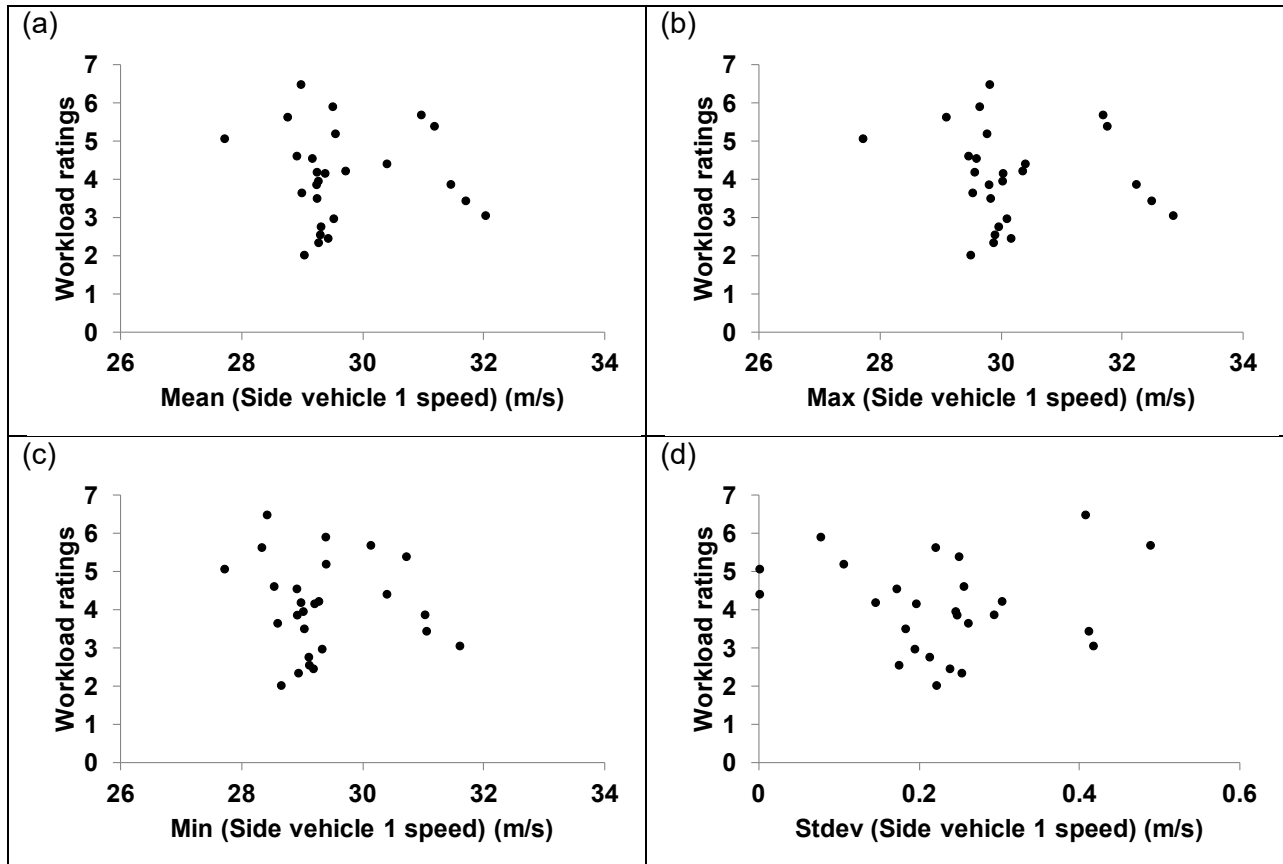 (a)
7
6
5
4
3
2
1
0
Workload ratings
26 28 30 32 34
Mean (Side vehicle 1 speed) (m/s)
(b)
7
6
5
4
3
2
1
0
Workload ratings
26 28 30 32 34
Max (Side vehicle 1 speed) (m/s)
(c)
7
6
5
4
3
2
1
0
Workload ratings
26 28 30 32 34
Min (Side vehicle 1 speed) (m/s)
(d)
7
6
5
4
3
2
1
0
Workload ratings
0 0.2 0.4 0.6
Stdev (Side vehicle 1 speed) (m/s)